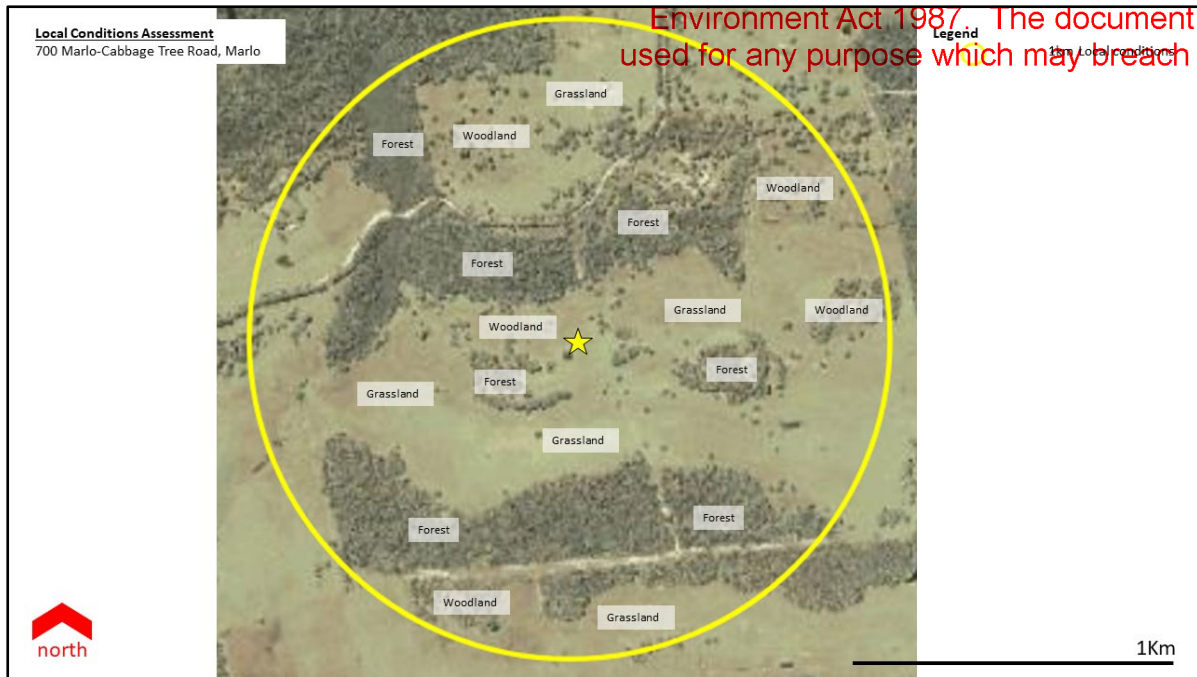 Environment Act 1987. The document
used for any purpose which may breach
Local Conditions Assessment
700 Marlo-Cabbage Tree Road, Marlo
Legend
1km Local conditions
Grassland
Woodland
Forest
Woodland
Forest
Forest
Grassland
Woodland
Woodland
Forest
Forest
Grassland
Grassland
Forest
Forest
Woodland
Grassland
north
1Km